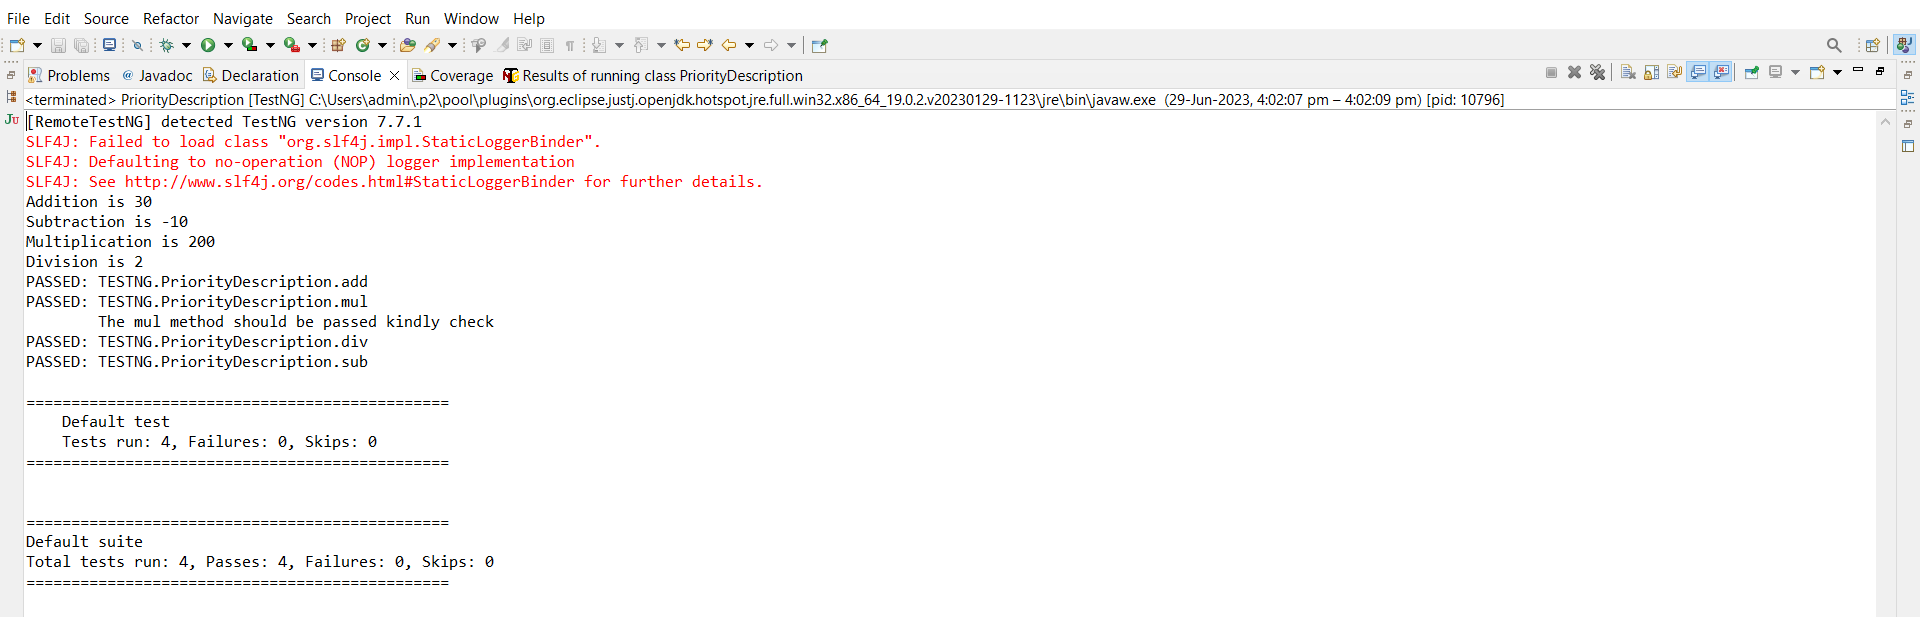 File Edit Source Refactor Navigate Search Project Run Window Help
Problems @ Javadoc Declaration Console Coverage Results of running class PriorityDescription
<terminated> PriorityDescription [TestNG] C:\Users\admin\.p2\pool\plugins\org.eclipse.justj.openjdk.hotspot.jre.full.win32.x86_64_19.0.2.v20230129-1123\jre\bin\javaw.exe (29-Jun-2023, 4:02:07 pm – 4:02:09 pm) [pid: 10796]
Ju
[RemoteTestNG] detected TestNG version 7.7.1
SLF4J: Failed to load class "org.slf4j.impl.StaticLoggerBinder".
SLF4J: Defaulting to no-operation (NOP) logger implementation
SLF4J: See http://www.slf4j.org/codes.html#StaticLoggerBinder for further details.
Addition is 30
Subtraction is -10
Multiplication is 200
Division is 2
PASSED: TESTNG.PriorityDescription.add
PASSED: TESTNG.PriorityDescription.mul
        The mul method should be passed kindly check
PASSED: TESTNG.PriorityDescription.div
PASSED: TESTNG.PriorityDescription.sub
===============================================
    Default test
    Tests run: 4, Failures: 0, Skips: 0
===============================================
===============================================
Default suite
Total tests run: 4, Passes: 4, Failures: 0, Skips: 0
===============================================